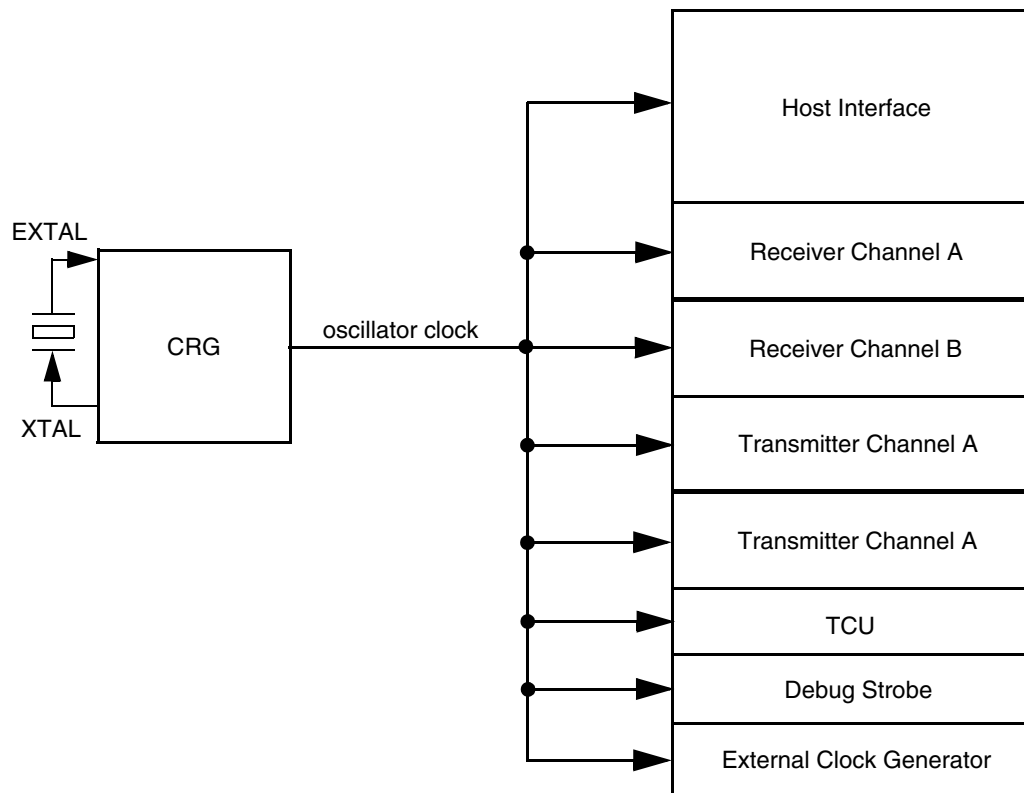 Host Interface
EXTAL
Receiver Channel A
oscillator clock
CRG
Receiver Channel B
XTAL
Transmitter Channel A
Transmitter Channel A
TCU
Debug Strobe
External Clock Generator